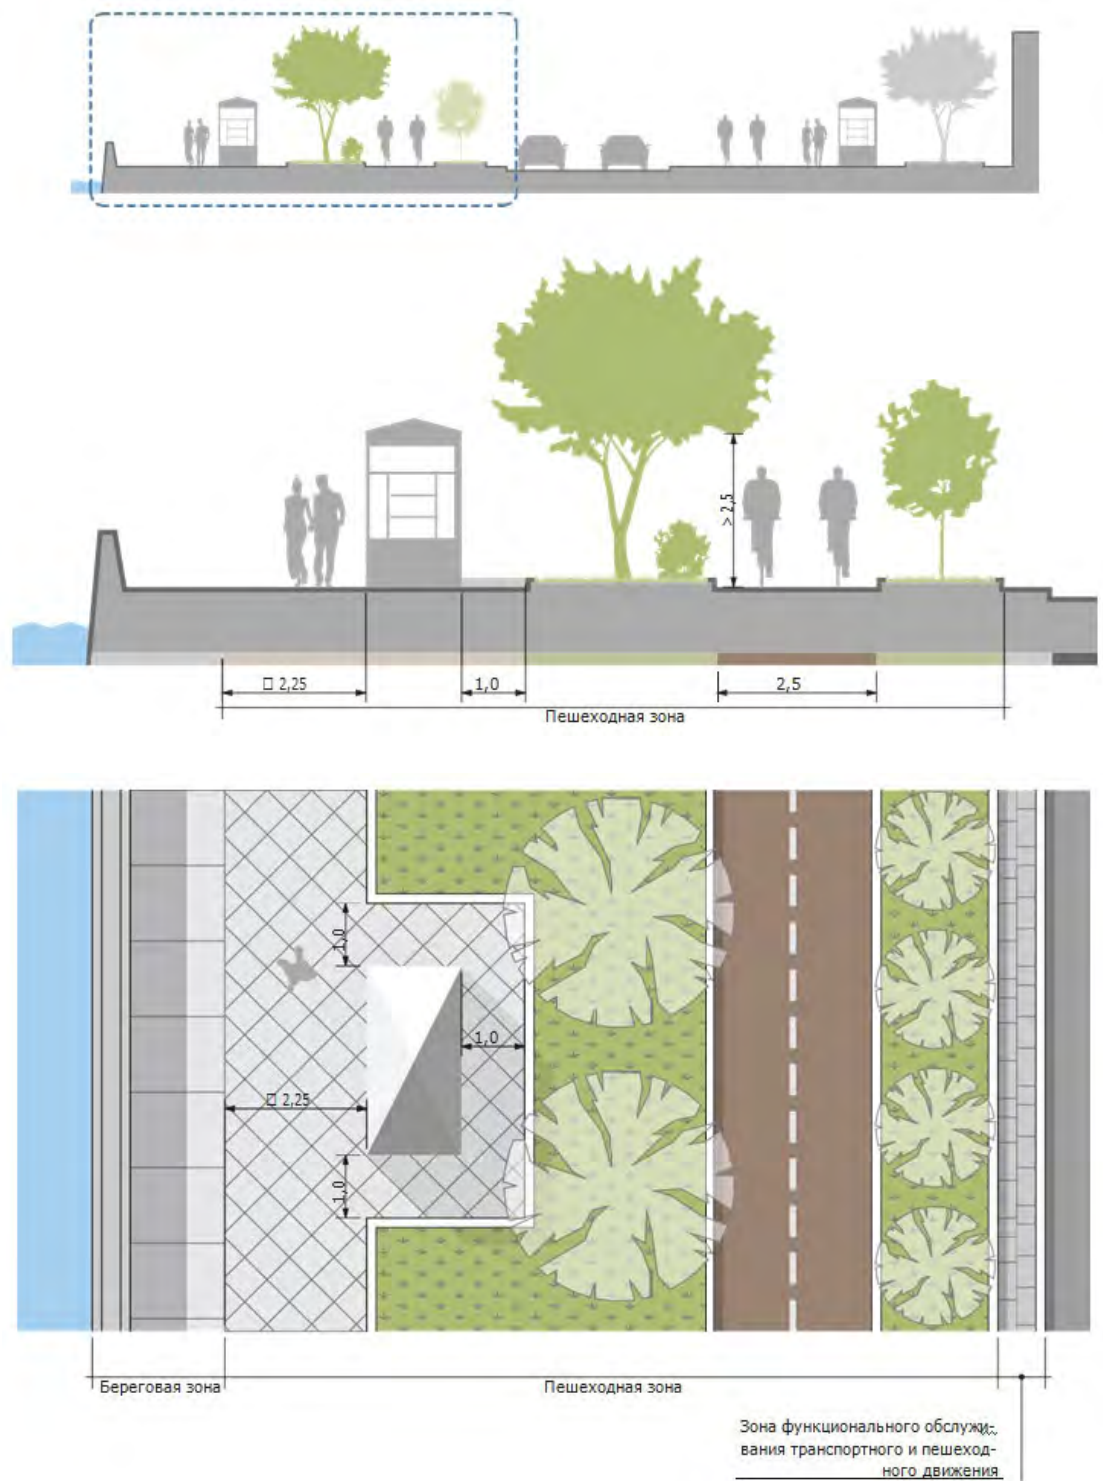 > 2,5
□ 2,25
1,0
2,5
Пешеходная зона
1,0
1,0
□ 2,25
1,0
Береговая зона
Пешеходная зона
Зона функционального обслужи-
вания транспортного и пешеход-
ного движения